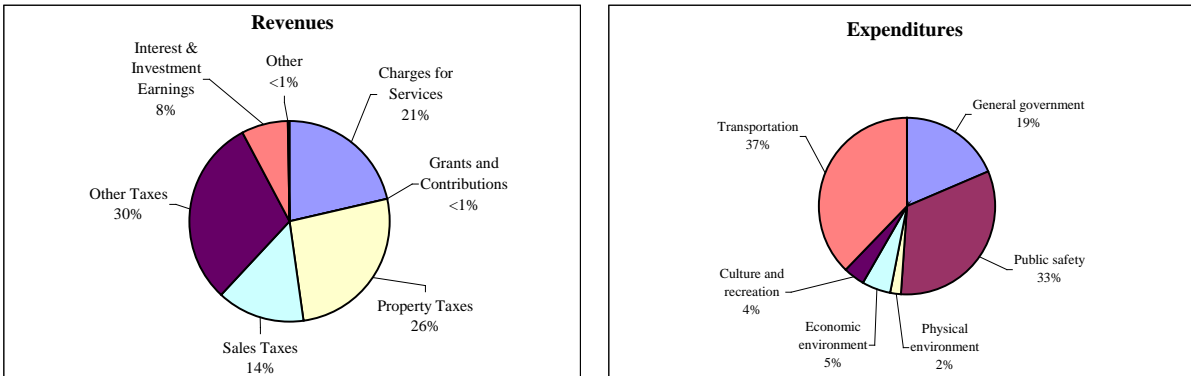 Revenues
Interest &
Investment
Earnings
8%
Other
<1%
Charges for
Services
21%
Grants and
Contributions
<1%
Other Taxes
30%
Property Taxes
26%
Sales Taxes
14%
Expenditures
General government
19%
Transportation
37%
Public safety
33%
Culture and
recreation
4%
Economic
environment
5%
Physical
environment
2%